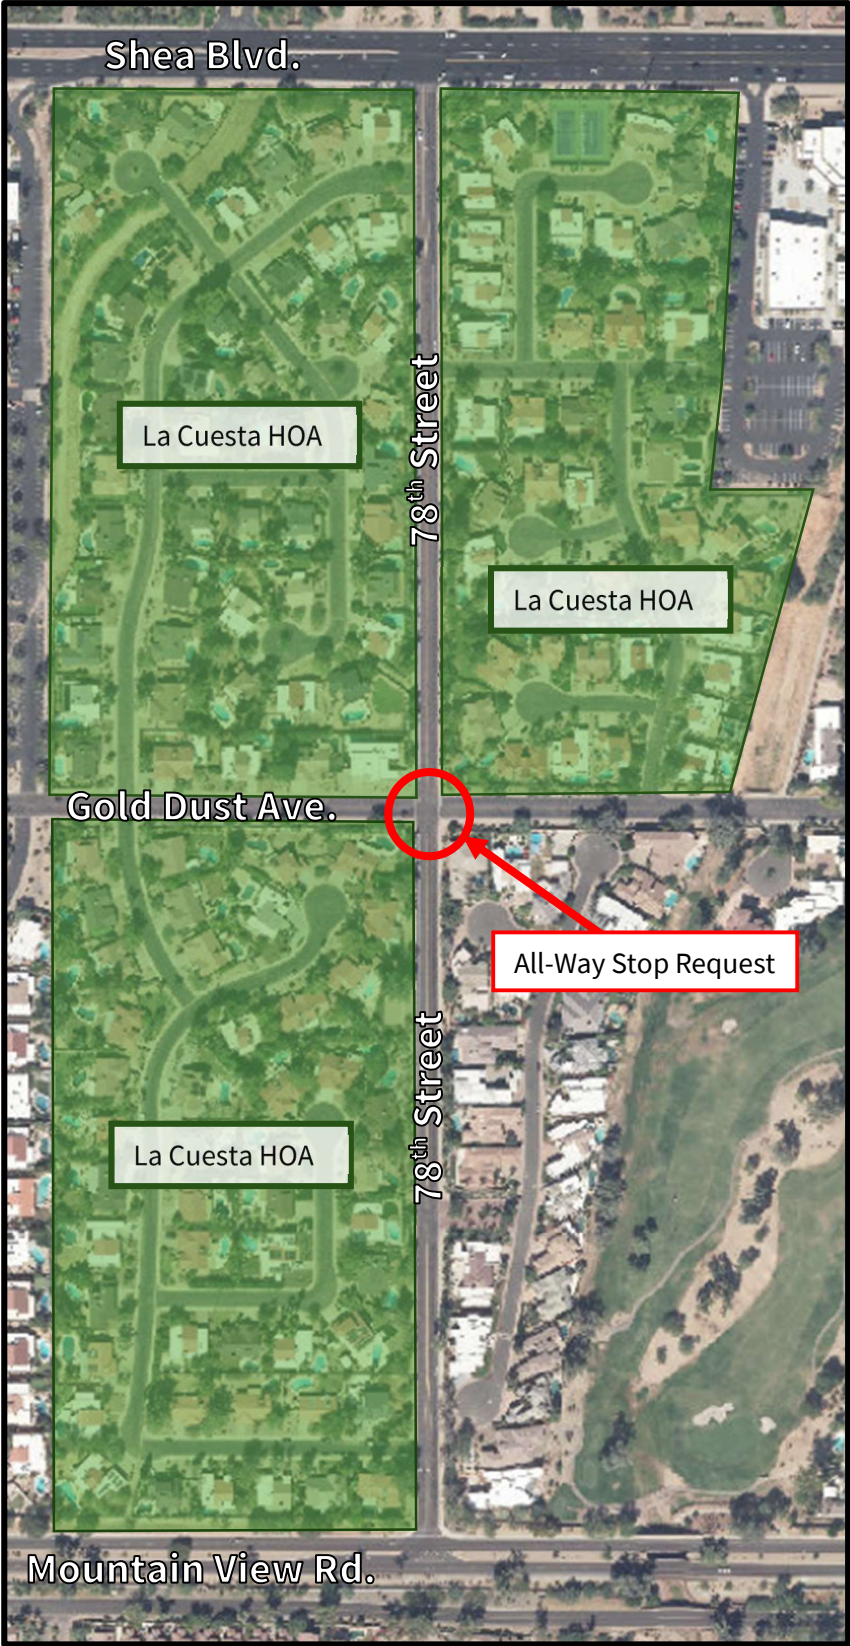 Shea Blvd.
78th Street
La Cuesta HOA
La Cuesta HOA
Gold Dust Ave.
All-Way Stop Request
78th Street
La Cuesta HOA
Mountain View Rd.